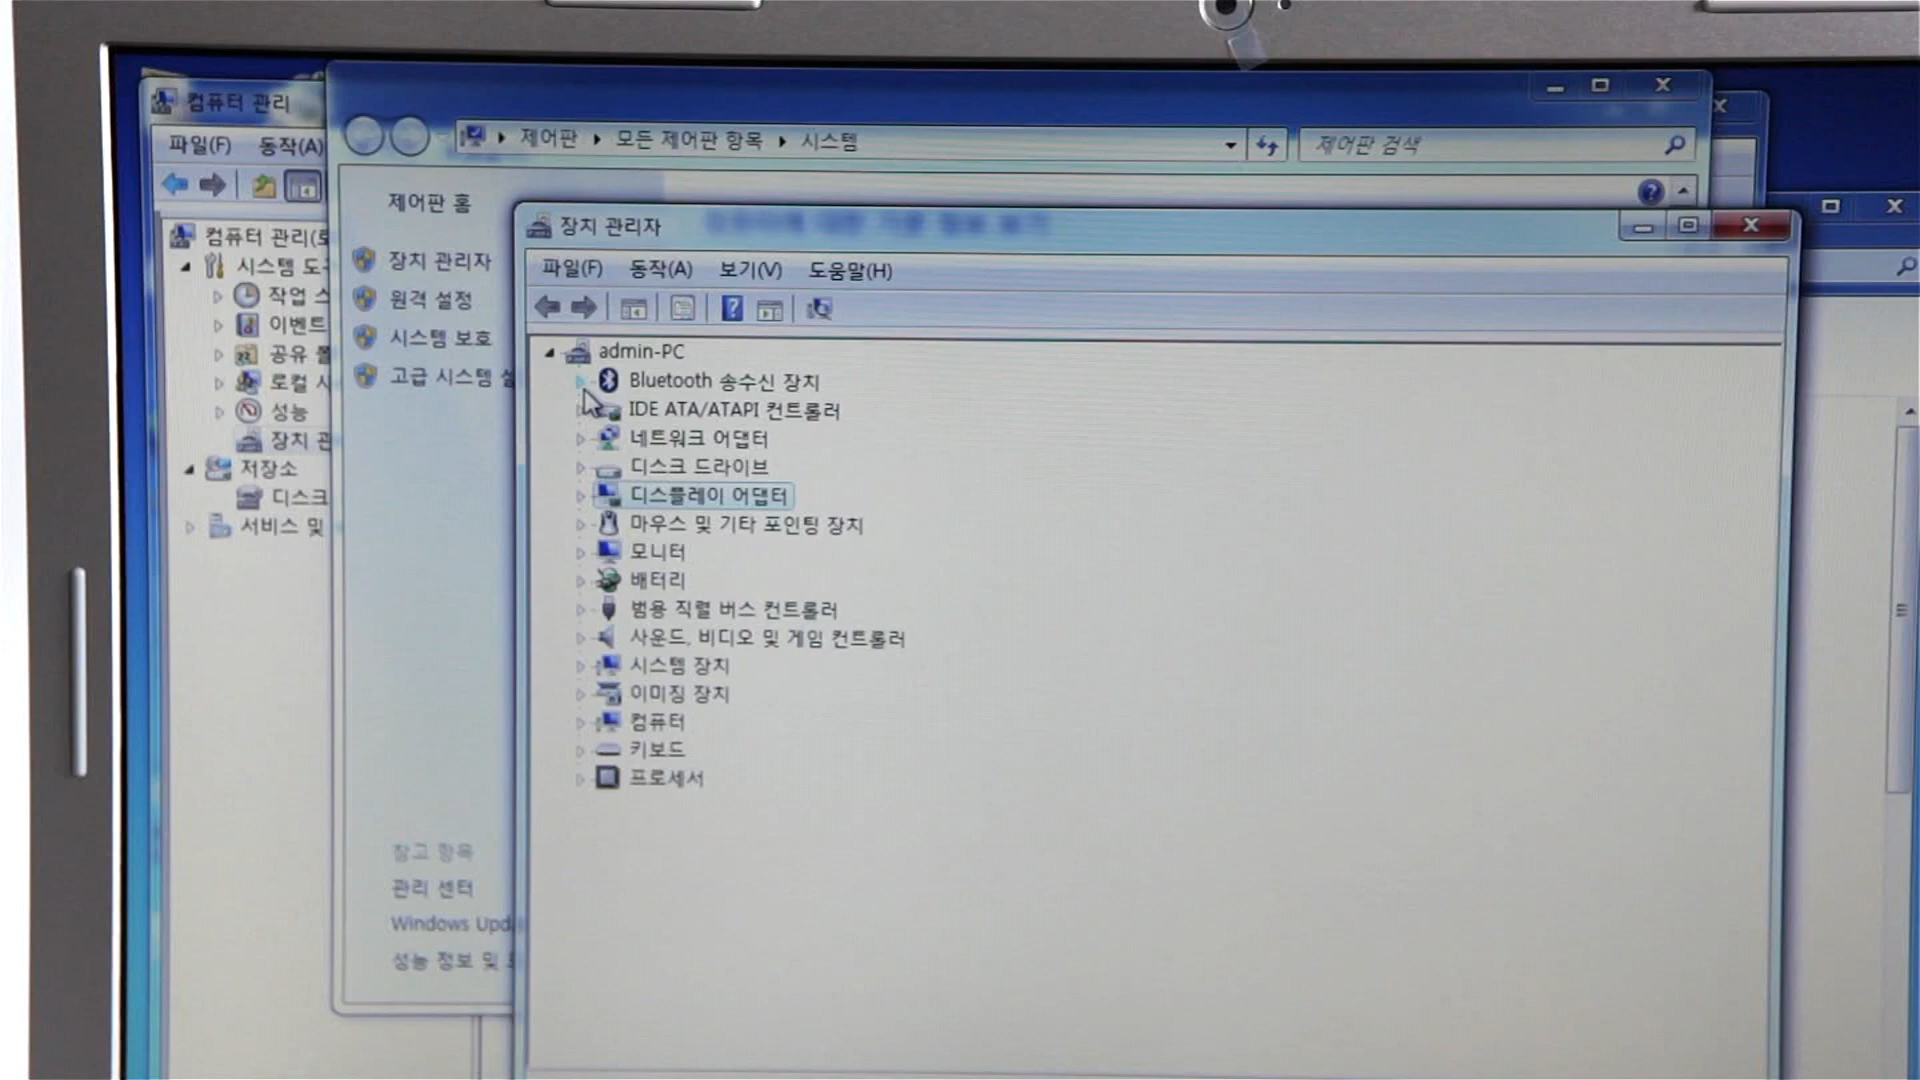 컴퓨터 관리
파일(F) 동작(A)
컴퓨터 관리(로
시스템 도구
작업 스
이벤트
공유 폴
로컬 사
성능
장치 관
저장소
디스크
서비스 및
제어판 ▸ 모든 제어판 항목 ▸ 시스템
제어판 검색
제어판 홈
장치 관리자
원격 설정
시스템 보호
고급 시스템 설
참고 항목
관리 센터
Windows Upda
성능 정보 및
장치 관리자
파일(F) 동작(A) 보기(V) 도움말(H)
admin-PC
Bluetooth 송수신 장치
IDE ATA/ATAPI 컨트롤러
네트워크 어댑터
디스크 드라이브
디스플레이 어댑터
마우스 및 기타 포인팅 장치
모니터
배터리
범용 직렬 버스 컨트롤러
사운드, 비디오 및 게임 컨트롤러
시스템 장치
이미징 장치
컴퓨터
키보드
프로세서